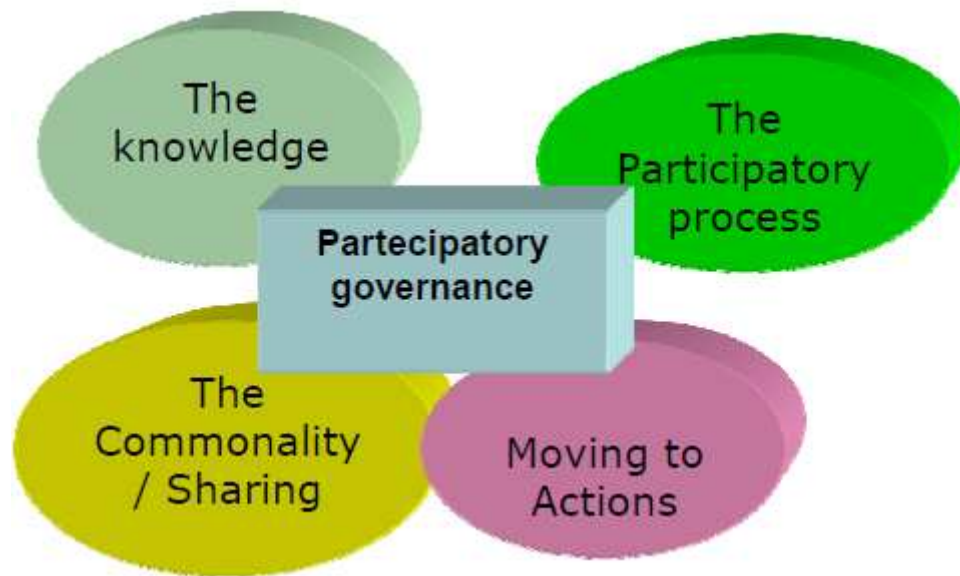 The
knowledge
The
Participatory
process
Partecipatory
governance
The
Commonality
/ Sharing
Moving to
Actions